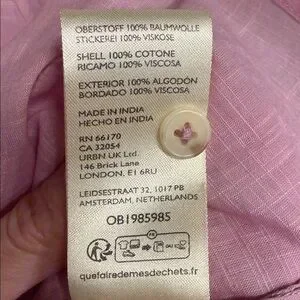 OBERSTOFF 100% BAUMWOLLE
STICKEREI 100% VISKOSE
SHELL 100% COTONE
RICAMO 100% VISCOSA
EXTERIOR 100% ALGODÓN
BORDADO 100% VISCOSA
MADE IN INDIA
HECHO EN INDIA
RN 66170
CA 32054
URBN UK Ltd.
146 Brick Lane
LONDON, E1 6RU
LEIDSESTRAAT 32, 1017 PB
AMSTERDAM, NETHERLANDS
OB1985985
FR
OU
quefairedemesdechets.fr